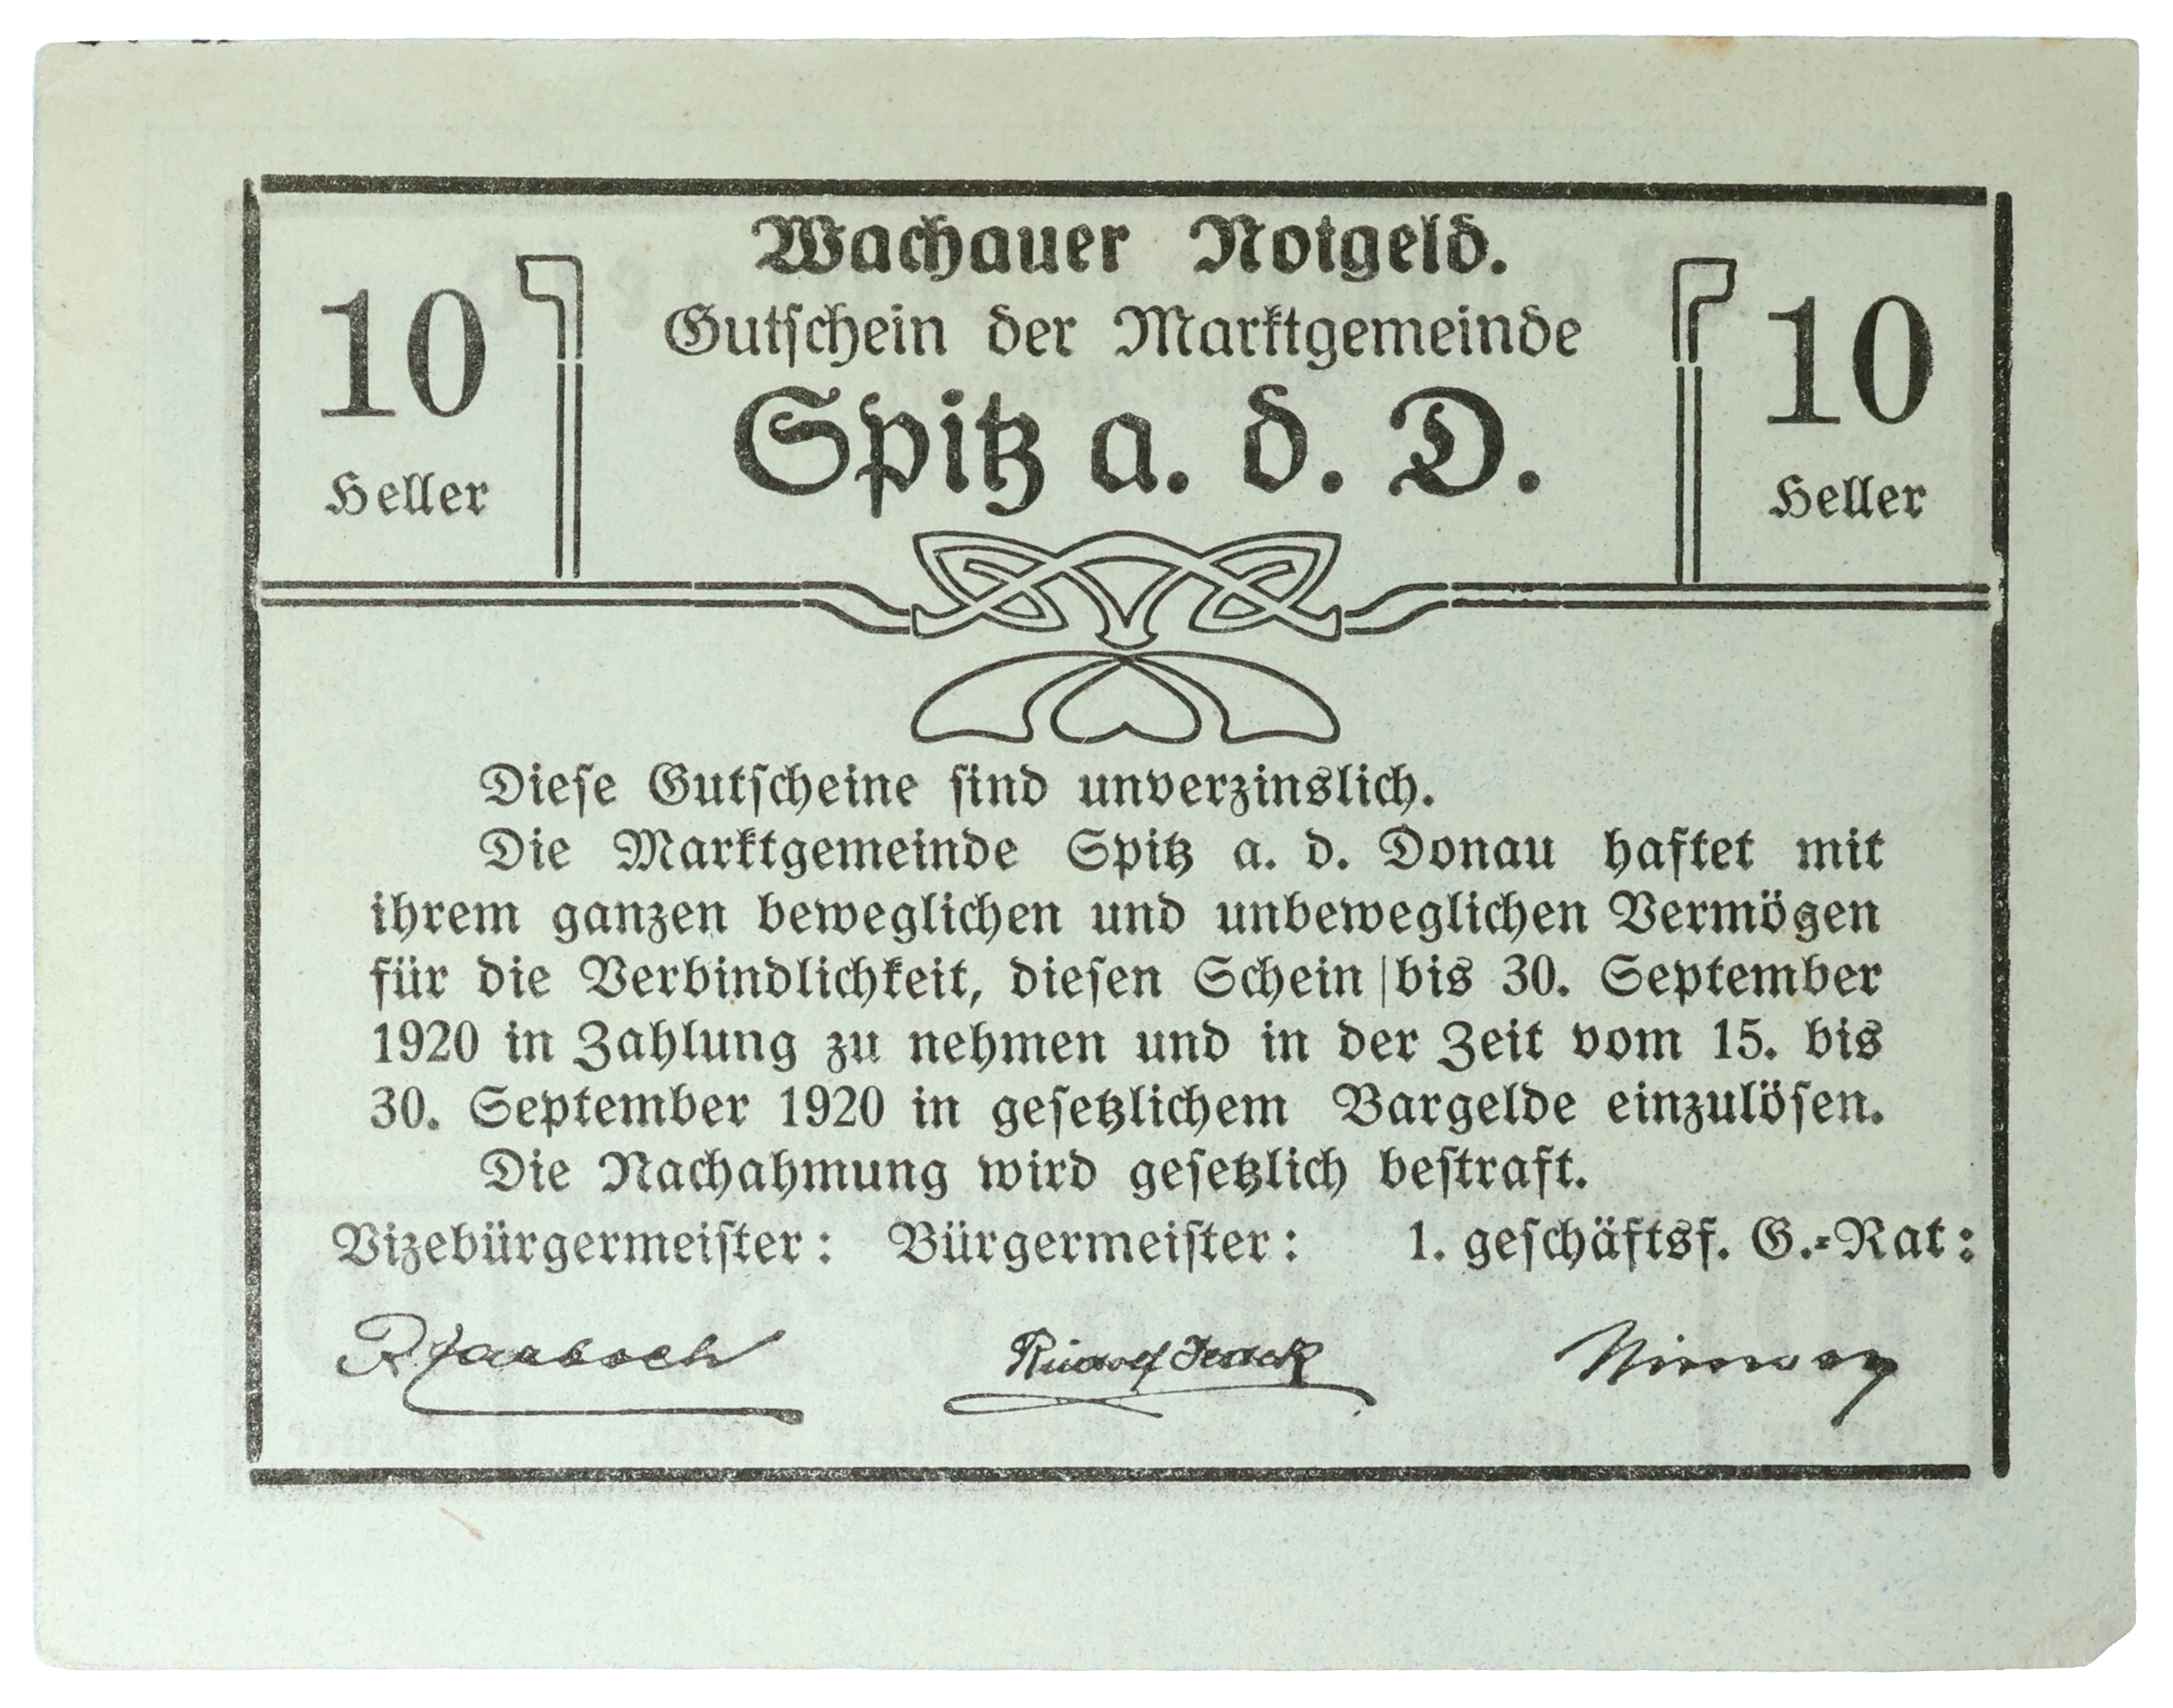 Wachauer Notgeld.
10 Heller
Gutschein der Marktgemeinde
10 Heller
Spitz a. d. D.
Diese Gutscheine sind unverzinslich.
Die Marktgemeinde Spitz a. d. Donau haftet mit
ihrem ganzen beweglichen und unbeweglichen Vermögen
für die Verbindlichkeit, diesen Schein bis 30. September
1920 in Zahlung zu nehmen und in der Zeit vom 15. bis
30. September 1920 in gesetzlichem Bargelde einzulösen.
Die Nachahmung wird gesetzlich bestraft.
Vizebürgermeister: Bürgermeister: 1. geschäftsf. G.-Rat:
Rudolf